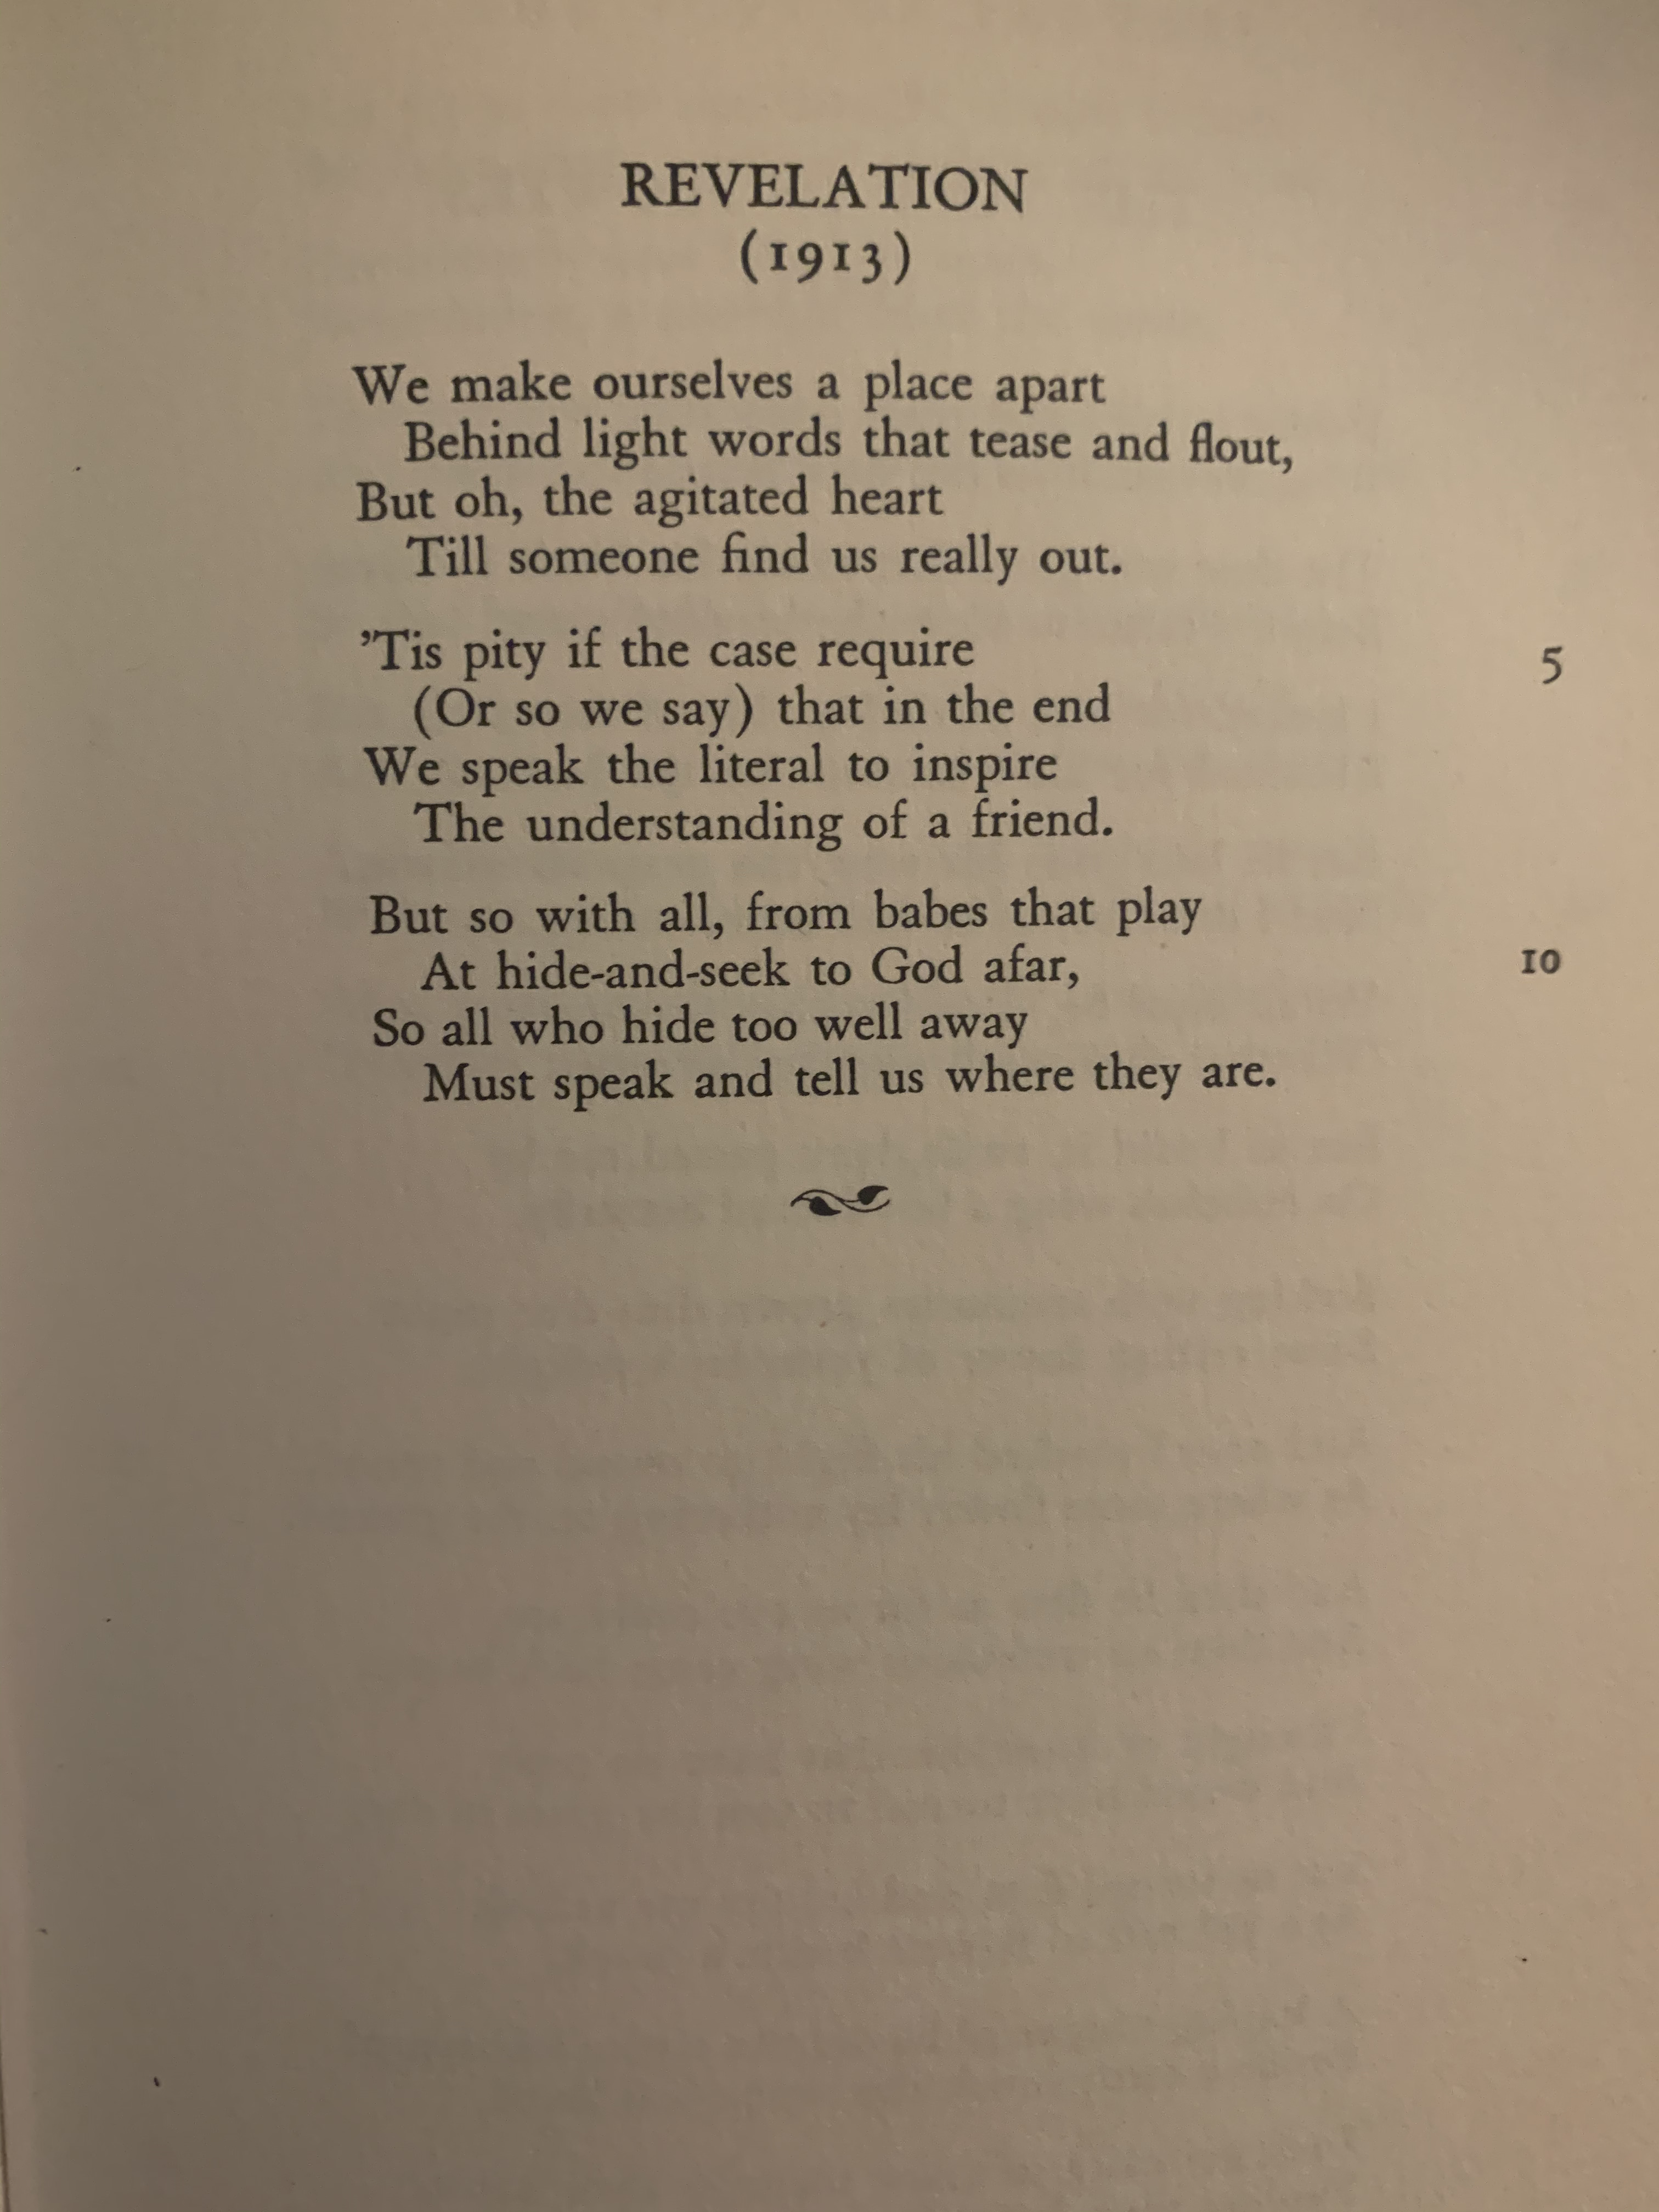 REVELATION
(1913)
We make ourselves a place apart
Behind light words that tease and flout,
But oh, the agitated heart
Till someone find us really out.
’Tis pity if the case require 5
(Or so we say) that in the end
We speak the literal to inspire
The understanding of a friend.
But so with all, from babes that play
At hide-and-seek to God afar, 10
So all who hide too well away
Must speak and tell us where they are.